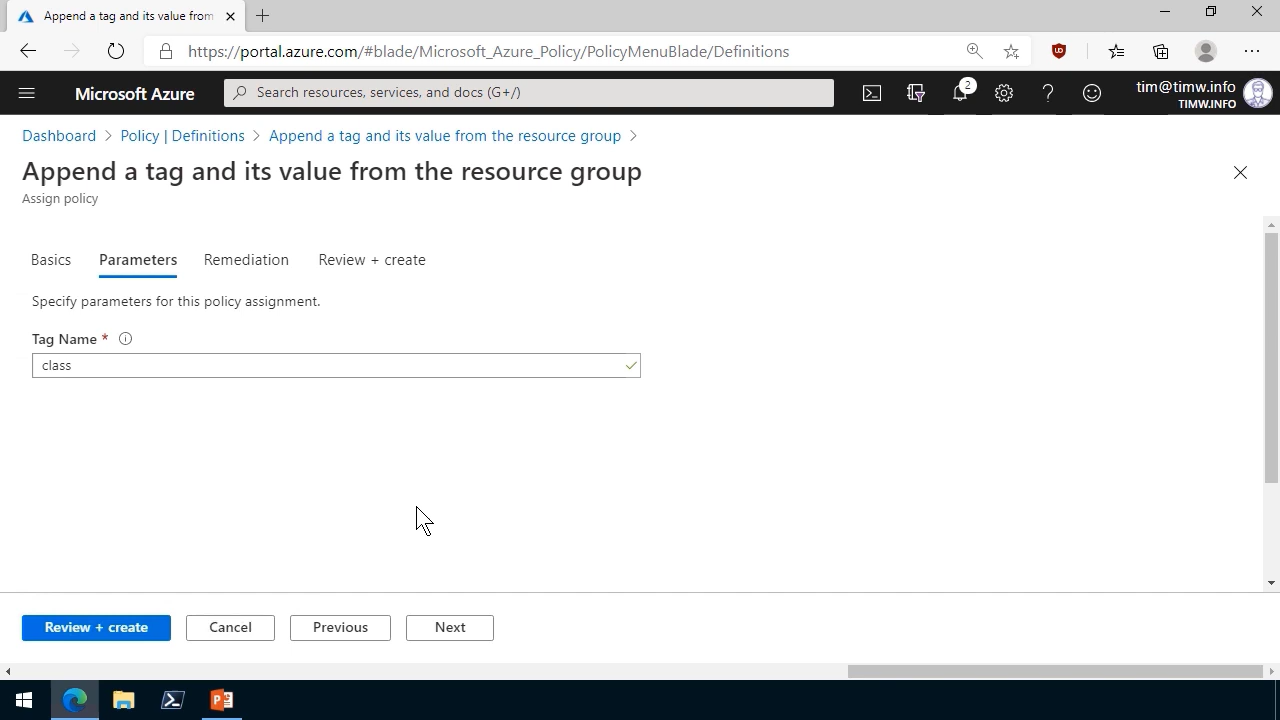 Append a tag and its value from
https://portal.azure.com/#blade/Microsoft_Azure_Policy/PolicyMenuBlade/Definitions
UD
Microsoft Azure
Search resources, services, and docs (G+/)
2
tim@timw.info
TIMW.INFO
Dashboard > Policy | Definitions > Append a tag and its value from the resource group >
Append a tag and its value from the resource group
Assign policy
Basics Parameters Remediation Review + create
Specify parameters for this policy assignment.
Tag Name *
class
Review + create Cancel Previous Next